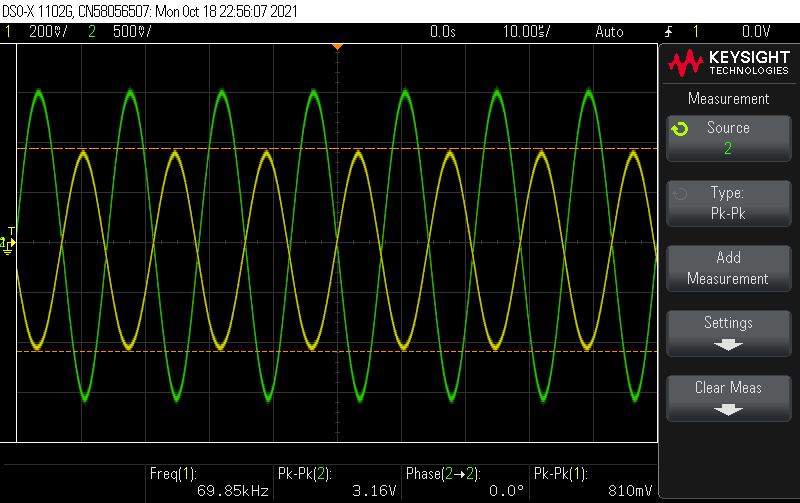 DSO-X 1102G, CN58056507: Mon Oct 18 22:56:07 2021
1 200mV/ 2 500mV/ 0.0s 10.00us/ Auto 1 0.0V
KEYSIGHT
TECHNOLOGIES
Measurement
Source
2
Type:
Pk-Pk
Add
Measurement
Settings
Clear Meas
T
2
Freq(1):
69.85kHz
Pk-Pk(2):
3.16V
Phase(2→2):
0.0°
Pk-Pk(1):
810mV